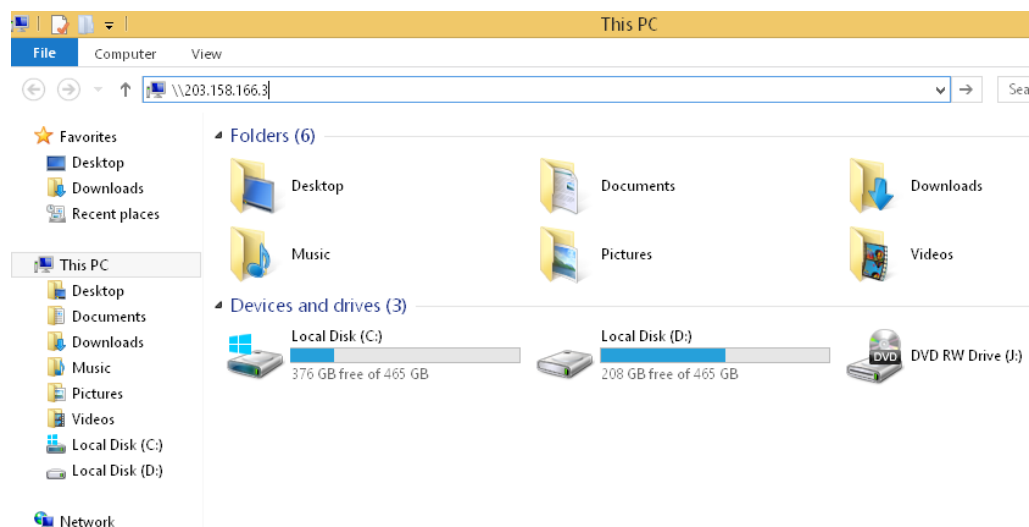 This PC
File Computer View
\\203.158.166.3
Sea
Favorites
Desktop
Downloads
Recent places
This PC
Desktop
Documents
Downloads
Music
Pictures
Videos
Local Disk (C:)
Local Disk (D:)
Network
Folders (6)
Desktop Documents Downloads
Music Pictures Videos
Devices and drives (3)
Local Disk (C:)
376 GB free of 465 GB
Local Disk (D:)
208 GB free of 465 GB
DVD
DVD RW Drive (J:)